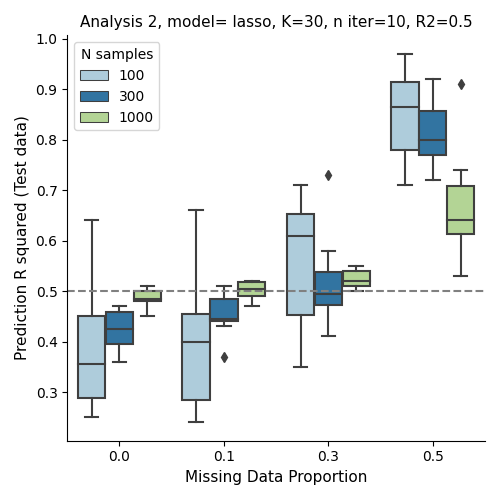 Analysis 2, model= lasso, K=30, n iter=10, R2=0.5
N samples
100
300
1000
Prediction R squared (Test data)
1.0
0.9
0.8
0.7
0.6
0.5
0.4
0.3
0.0 0.1 0.3 0.5
Missing Data Proportion